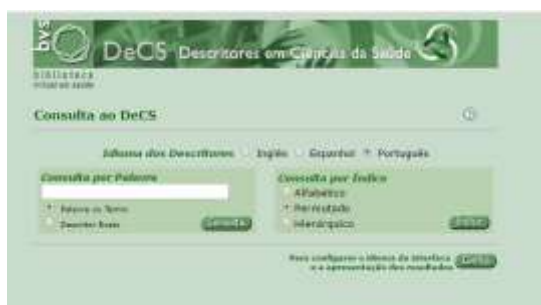 bvs
DeCS Descritores em Ciências da Saúde
biblioteca
virtual em saúde
Consulta ao DeCS
Idioma dos Descritores Inglês Espanhol Português
Consulta por Palavra
Palavra ou Termo
Descritor Exato
Consulta
Consulta por Índice
Alfabético
Permutado
Hierárquico
Índice
Para configurar o idioma da interface
e a apresentação dos resultados
Config